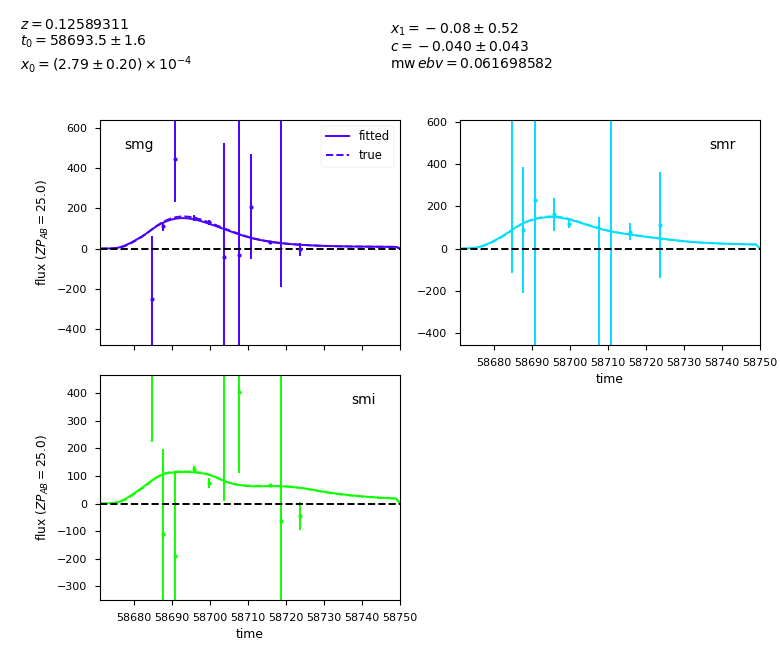 z = 0.12589311
t₀ = 58693.5 ± 1.6
x₀ = (2.79 ± 0.20) × 10⁻⁴
x₁ = −0.08 ± 0.52
c = −0.040 ± 0.043
mw ebv = 0.061698582
smg
fitted
true
600
400
200
0
−200
−400
flux (ZP_AB = 25.0)
smr
600
400
200
0
−200
−400
58680 58690 58700 58710 58720 58730 58740 58750
time
smi
400
300
200
100
0
−100
−200
−300
flux (ZP_AB = 25.0)
58680 58690 58700 58710 58720 58730 58740 58750
time